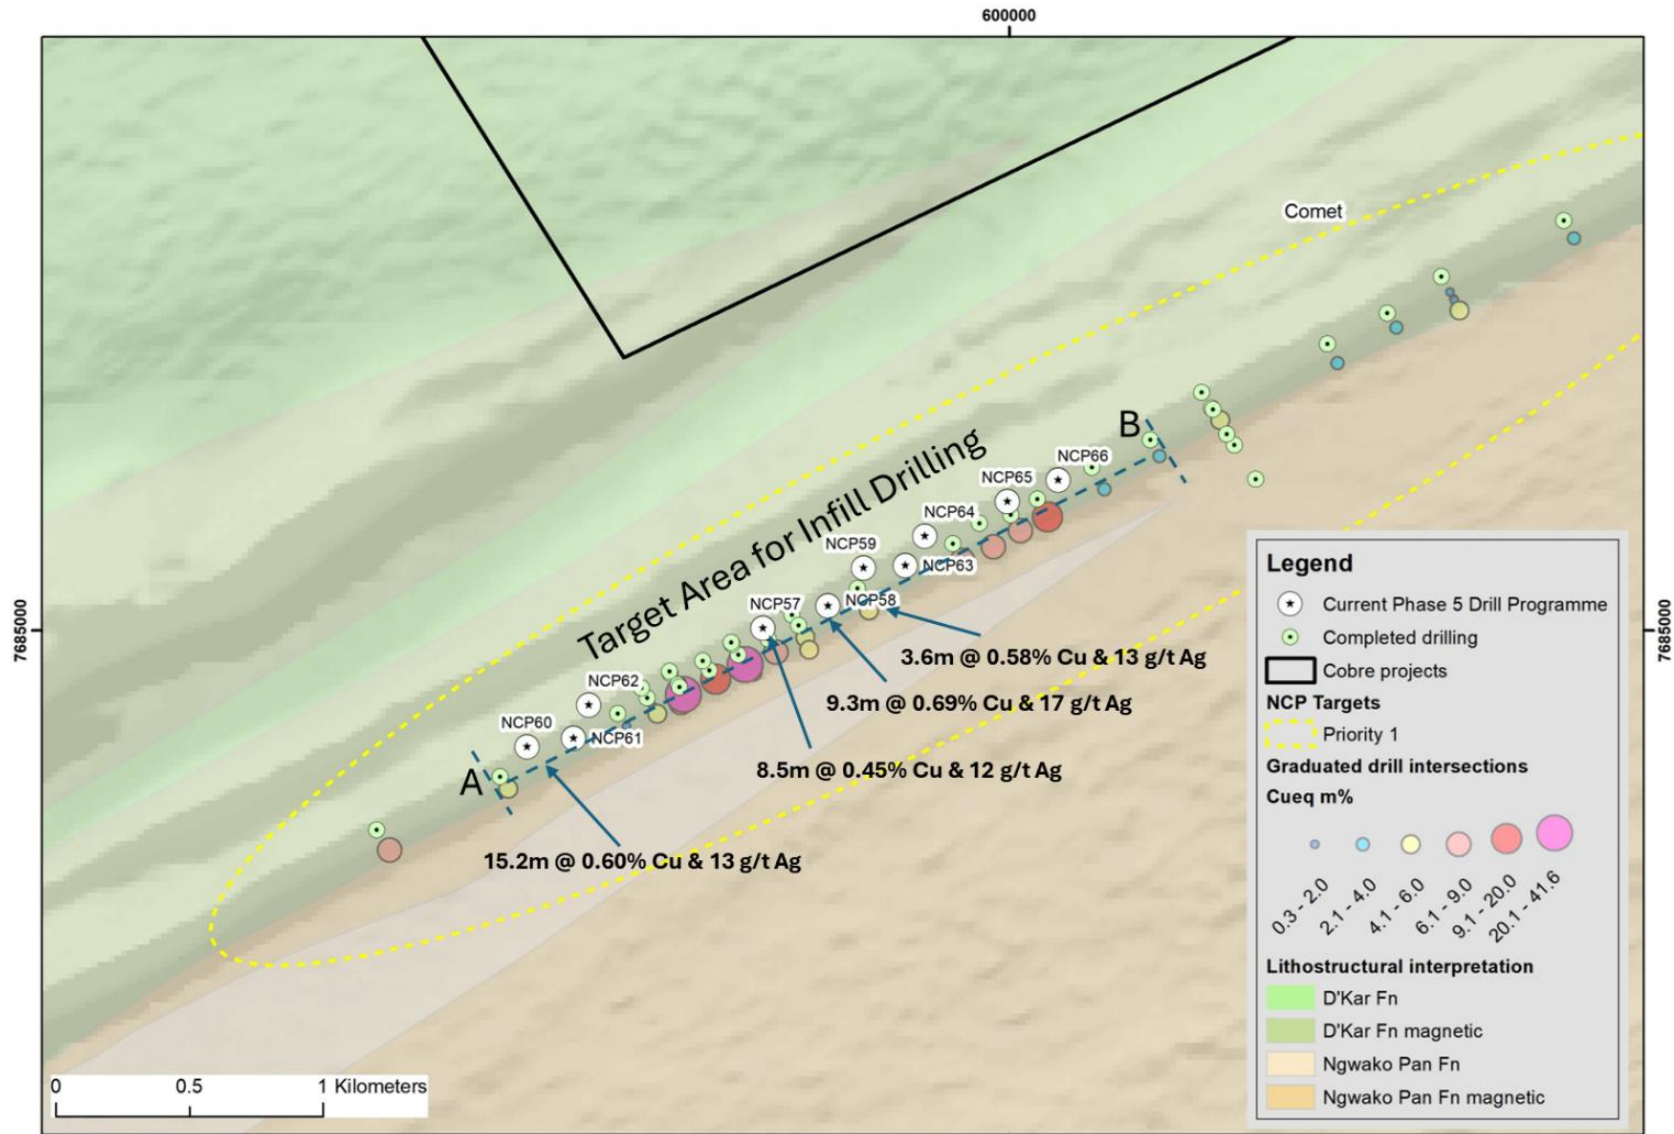 600000
Comet
B
Target Area for Infill Drilling
NCP66
NCP65
NCP64
NCP59
NCP63
NCP57
NCP58
NCP62
NCP60
NCP61
A
7685000
7685000
3.6m @ 0.58% Cu & 13 g/t Ag
9.3m @ 0.69% Cu & 17 g/t Ag
8.5m @ 0.45% Cu & 12 g/t Ag
15.2m @ 0.60% Cu & 13 g/t Ag
0 0.5 1 Kilometers
Legend
Current Phase 5 Drill Programme
Completed drilling
Cobre projects
NCP Targets
Priority 1
Graduated drill intersections
Cueq m%
0.3 - 2.0
2.1 - 4.0
4.1 - 6.0
6.1 - 9.0
9.1 - 20.0
20.1 - 41.6
Lithostructural interpretation
D'Kar Fn
D'Kar Fn magnetic
Ngwako Pan Fn
Ngwako Pan Fn magnetic